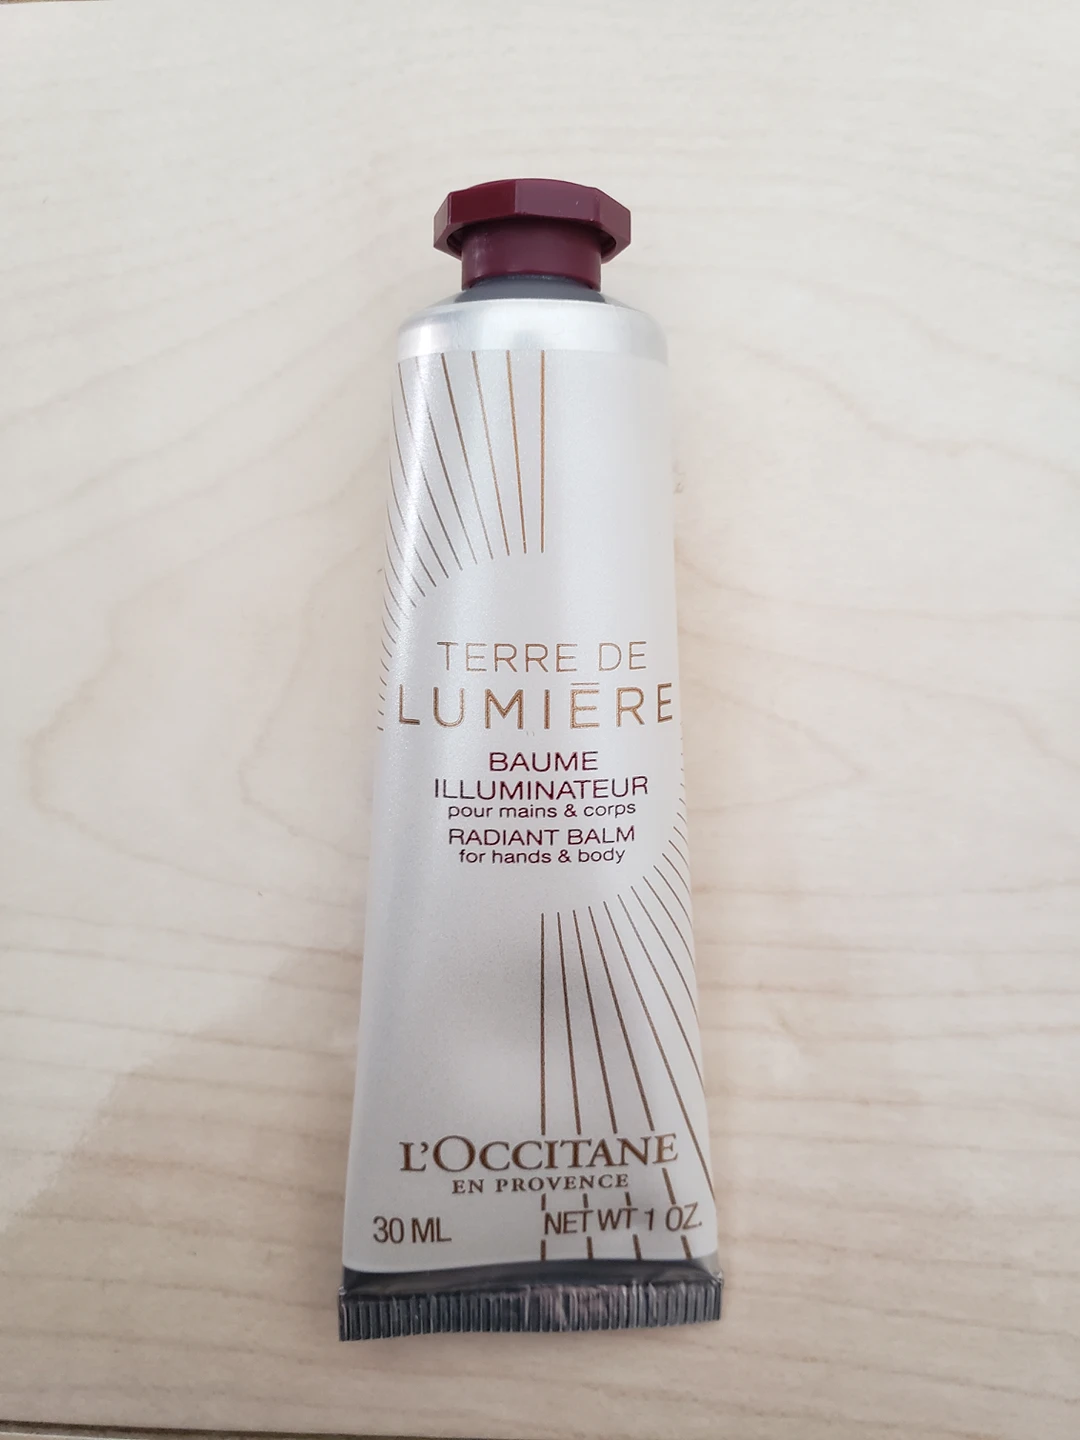 TERRE DE
LUMIĒRE
BAUME
ILLUMINATEUR
pour mains & corps
RADIANT BALM
for hands & body
L'OCCITANE
EN PROVENCE
30 ML NET WT 1 OZ.